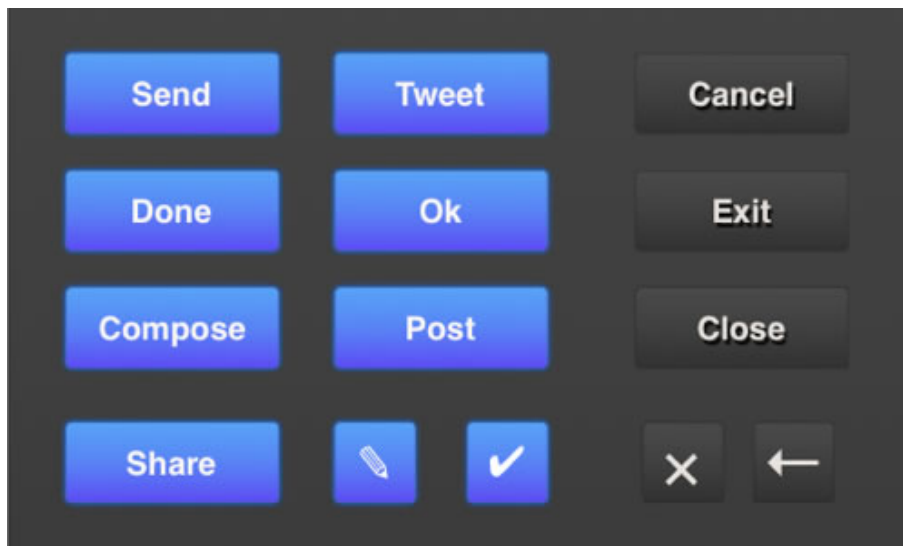 Send Tweet Cancel
Done Ok Exit
Compose Post Close
Share ✎ ✔ × ←